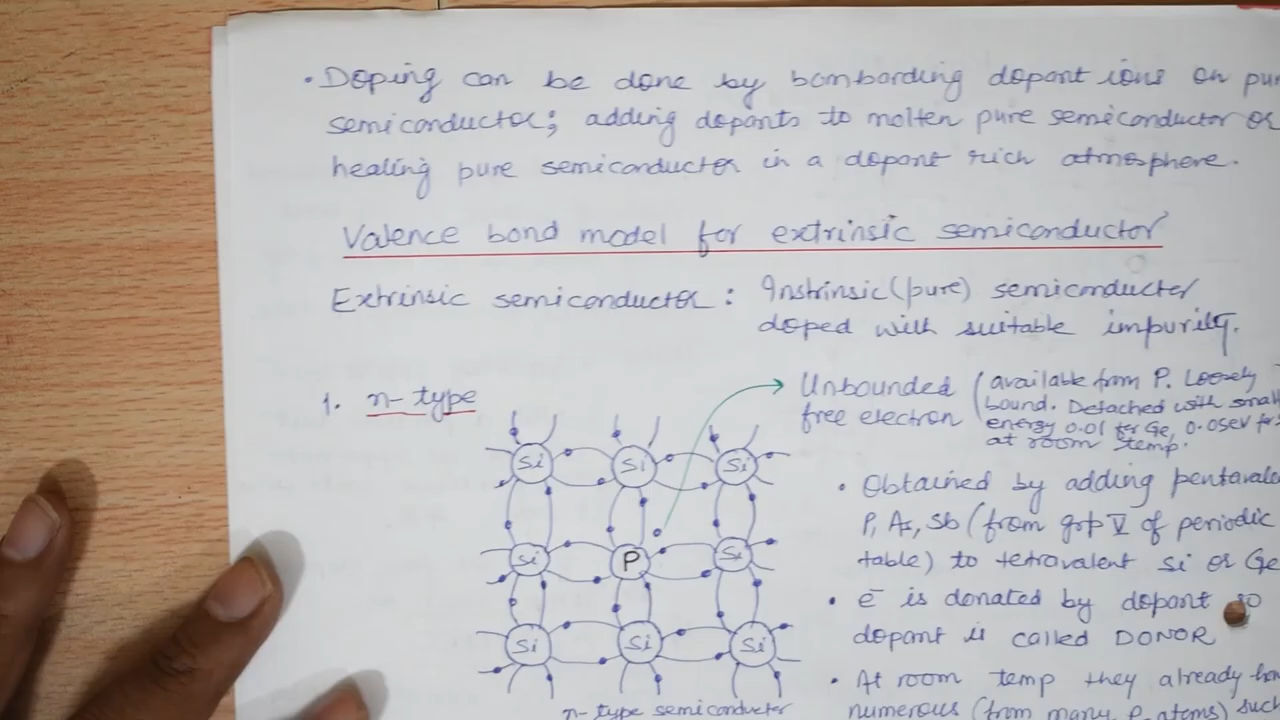 • Doping can be done by bombarding dopant ions on pur
semiconductor; adding dopants to molten pure semiconductor or
healing pure semiconductor in a dopant rich atmosphere.
Valence bond model for extrinsic semiconductor
Extrinsic semiconductor : Instrinsic (pure) semiconductor
doped with suitable impurity.
1. n-type
Unbounded free electron
(available from P. Loosely
bound. Detached with small
energy 0.01 for Ge, 0.05eV for
at room temp.
Si Si Si
Si P Si
Si Si Si
n-type semiconductor
• Obtained by adding pentavale
P, As, Sb (from grp V of periodic
table) to tetravalent Si or Ge
• e⁻ is donated by dopant so
dopant is called DONOR
• At room temp they already ha
numerous (from many P atoms) such